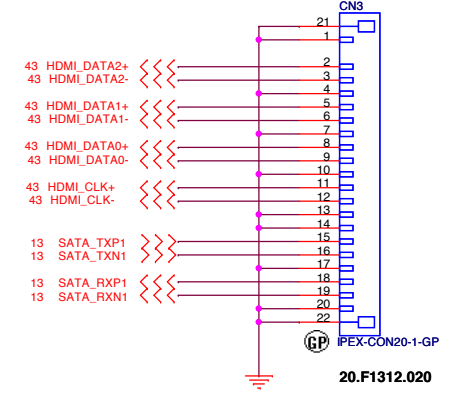 CN3
21
1
43 HDMI_DATA2+ 2
43 HDMI_DATA2- 3
4
43 HDMI_DATA1+ 5
43 HDMI_DATA1- 6
7
43 HDMI_DATA0+ 8
43 HDMI_DATA0- 9
10
43 HDMI_CLK+ 11
43 HDMI_CLK- 12
13
14
13 SATA_TXP1 15
13 SATA_TXN1 16
17
13 SATA_RXP1 18
13 SATA_RXN1 19
20
22
GP IPEX-CON20-1-GP
20.F1312.020